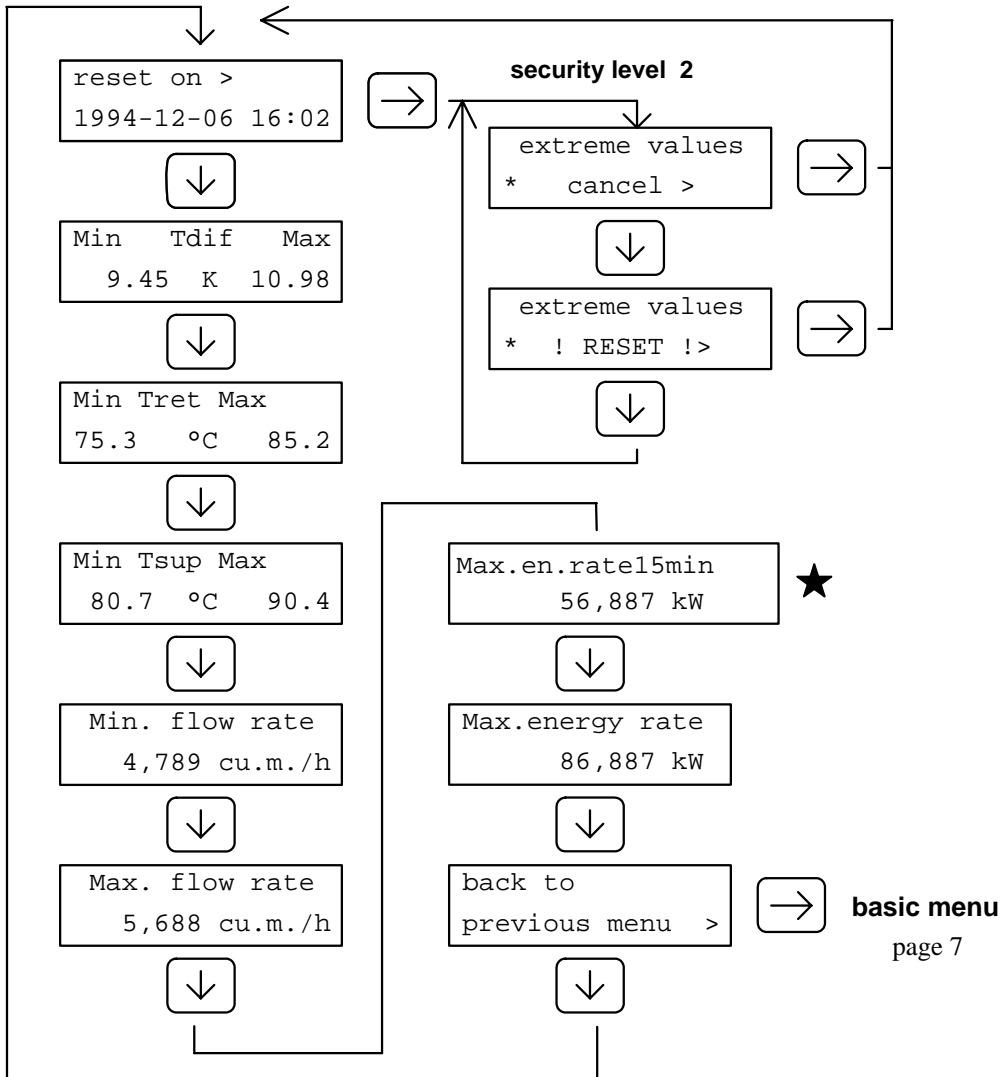 reset on >
1994-12-06 16:02
security level 2
extreme values
* cancel >
extreme values
* ! RESET !>
Min Tdif Max
9.45 K 10.98
Min Tret Max
75.3 °C 85.2
Min Tsup Max
80.7 °C 90.4
Min. flow rate
4,789 cu.m./h
Max. flow rate
5,688 cu.m./h
Max.en.rate15min
56,887 kW
Max.energy rate
86,887 kW
back to
previous menu >
basic menu
page 7